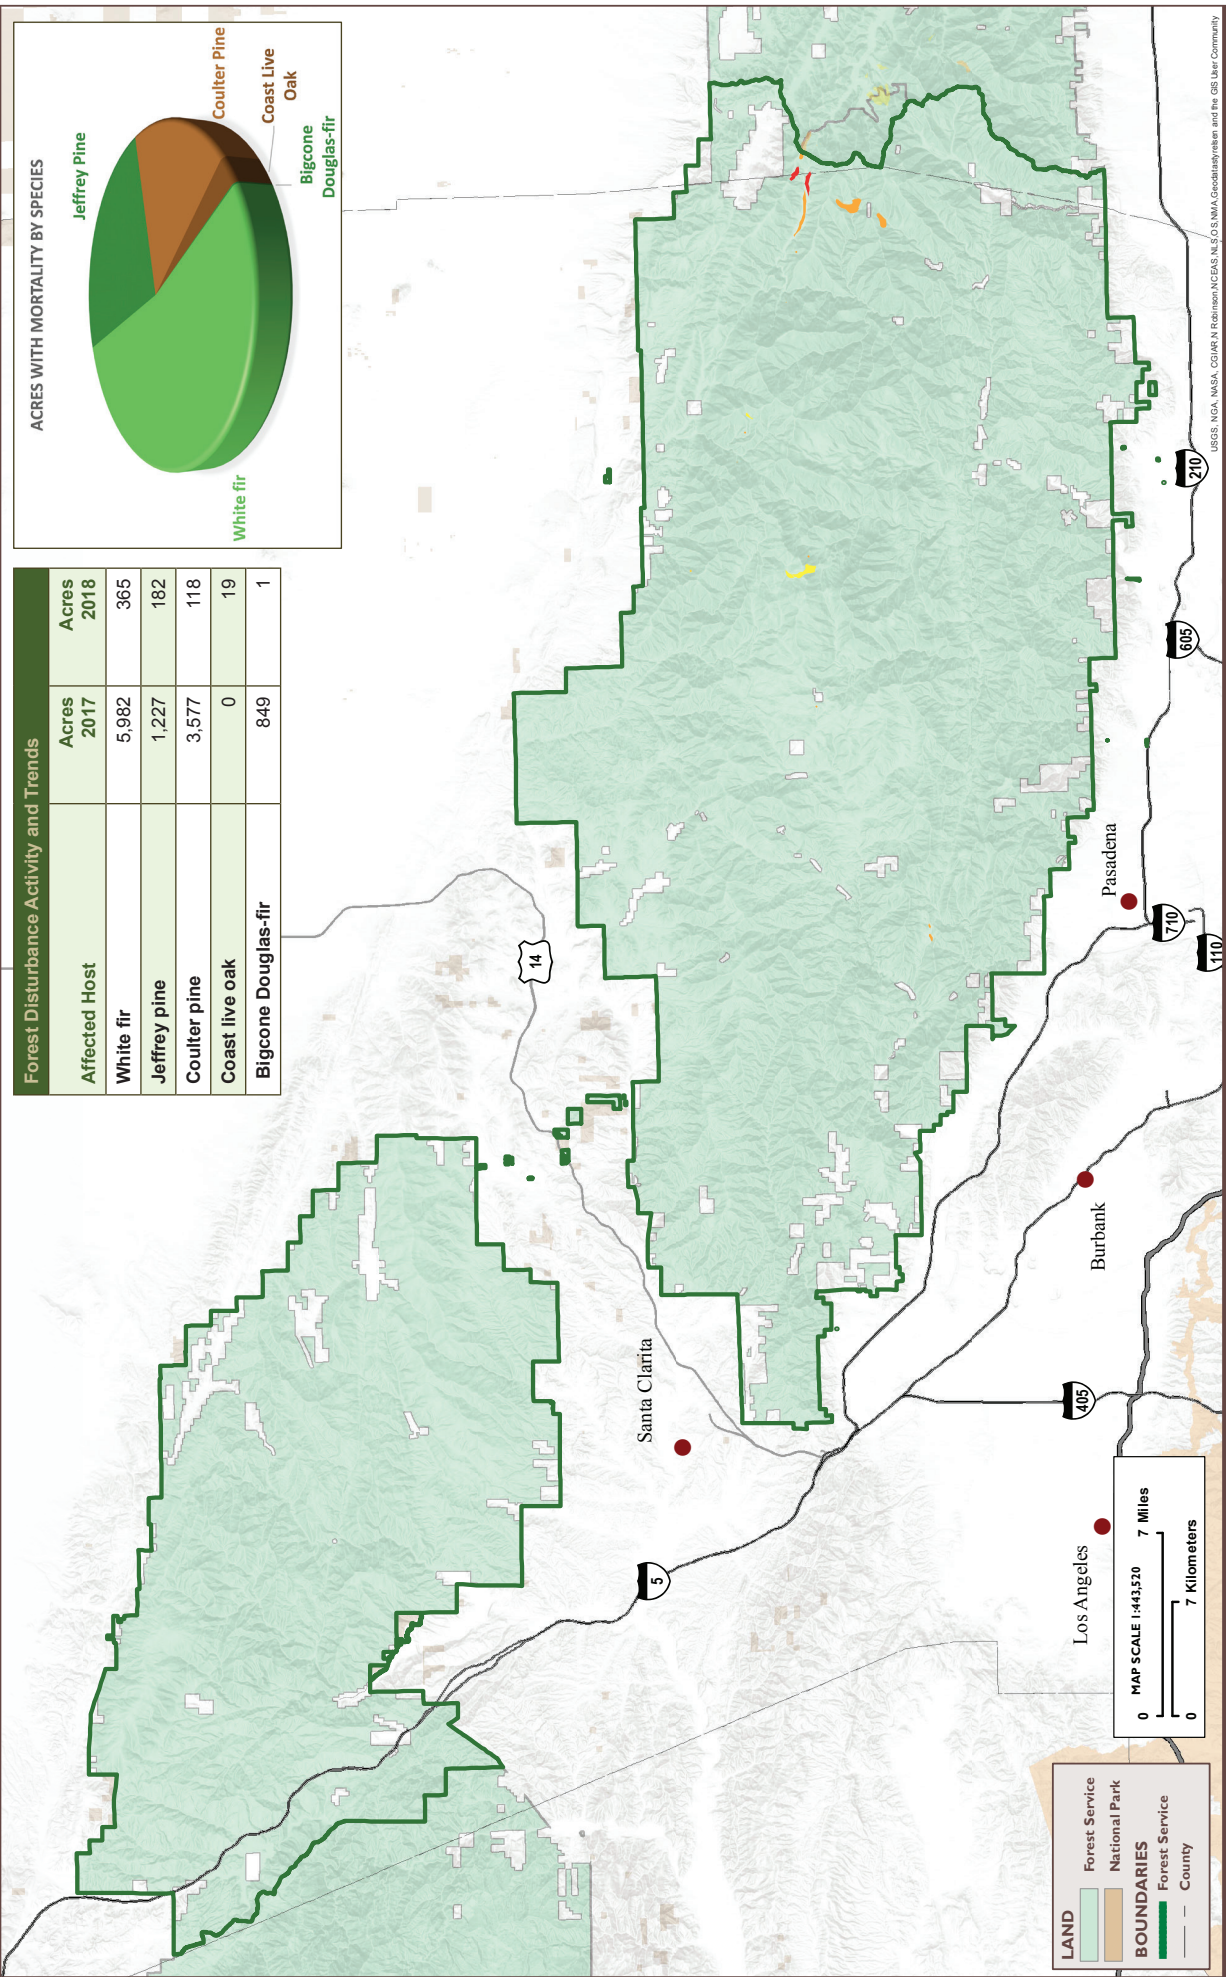 Forest Disturbance Activity and Trends
Affected Host Acres 2017 Acres 2018
White fir 5,982 365
Jeffrey pine 1,227 182
Coulter pine 3,577 118
Coast live oak 0 19
Bigcone Douglas-fir 849 1
ACRES WITH MORTALITY BY SPECIES
Jeffrey Pine
Coulter Pine
Coast Live
Oak
Bigcone
Douglas-fir
White fir
14
Santa Clarita
5
405
Burbank
Pasadena
710
110
605
210
Los Angeles
LAND
Forest Service
National Park
BOUNDARIES
Forest Service
County
MAP SCALE 1:443,520
0 7 Miles
0 7 Kilometers
USGS, NGA, NASA, CGIAR,N Robinson,NCEAS,NLS,OS,NMA,Geodatastyrelsen and the GIS User Community